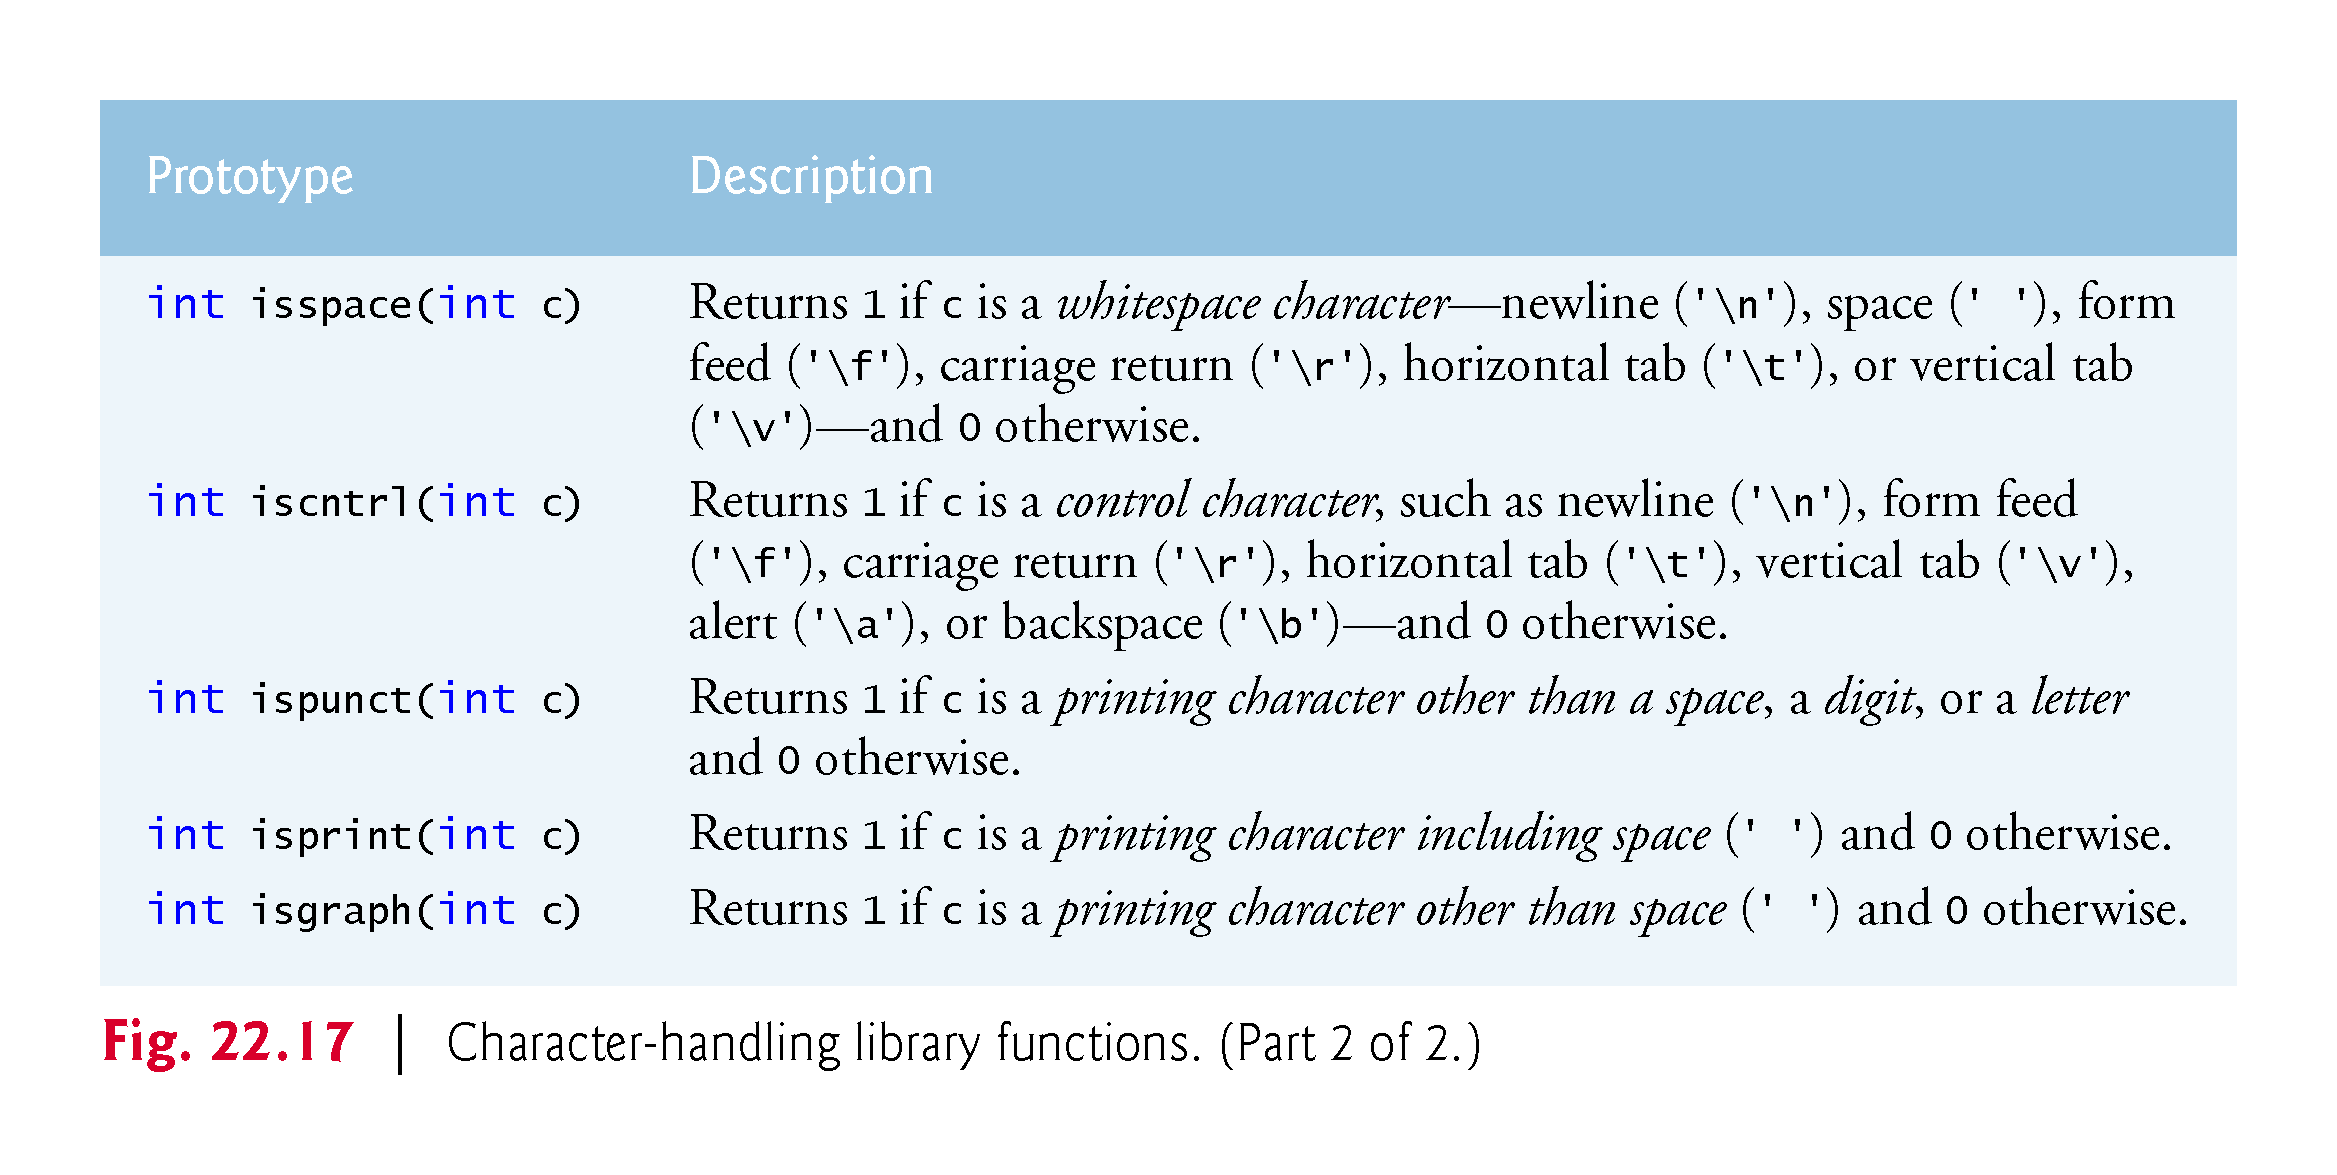 Prototype Description
int isspace(int c) Returns 1 if c is a whitespace character—newline ('\n'), space (' '), form
feed ('\f'), carriage return ('\r'), horizontal tab ('\t'), or vertical tab
('\v')—and 0 otherwise.
int iscntrl(int c) Returns 1 if c is a control character, such as newline ('\n'), form feed
('\f'), carriage return ('\r'), horizontal tab ('\t'), vertical tab ('\v'),
alert ('\a'), or backspace ('\b')—and 0 otherwise.
int ispunct(int c) Returns 1 if c is a printing character other than a space, a digit, or a letter
and 0 otherwise.
int isprint(int c) Returns 1 if c is a printing character including space (' ') and 0 otherwise.
int isgraph(int c) Returns 1 if c is a printing character other than space (' ') and 0 otherwise.
Fig. 22.17 | Character-handling library functions. (Part 2 of 2.)